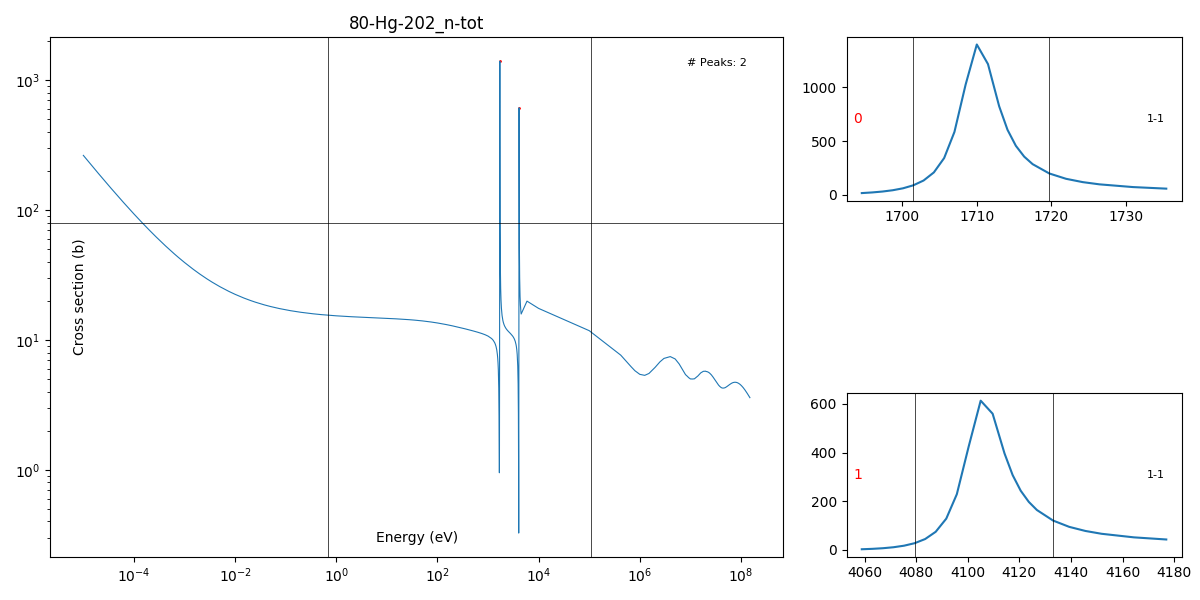 80-Hg-202_n-tot
# Peaks: 2
10³
10²
10¹
10⁰
Cross section (b)
Energy (eV)
10⁻⁴ 10⁻² 10⁰ 10² 10⁴ 10⁶ 10⁸
1000
500
0
0
1-1
1700 1710 1720 1730
600
400
200
0
1
1-1
4060 4080 4100 4120 4140 4160 4180